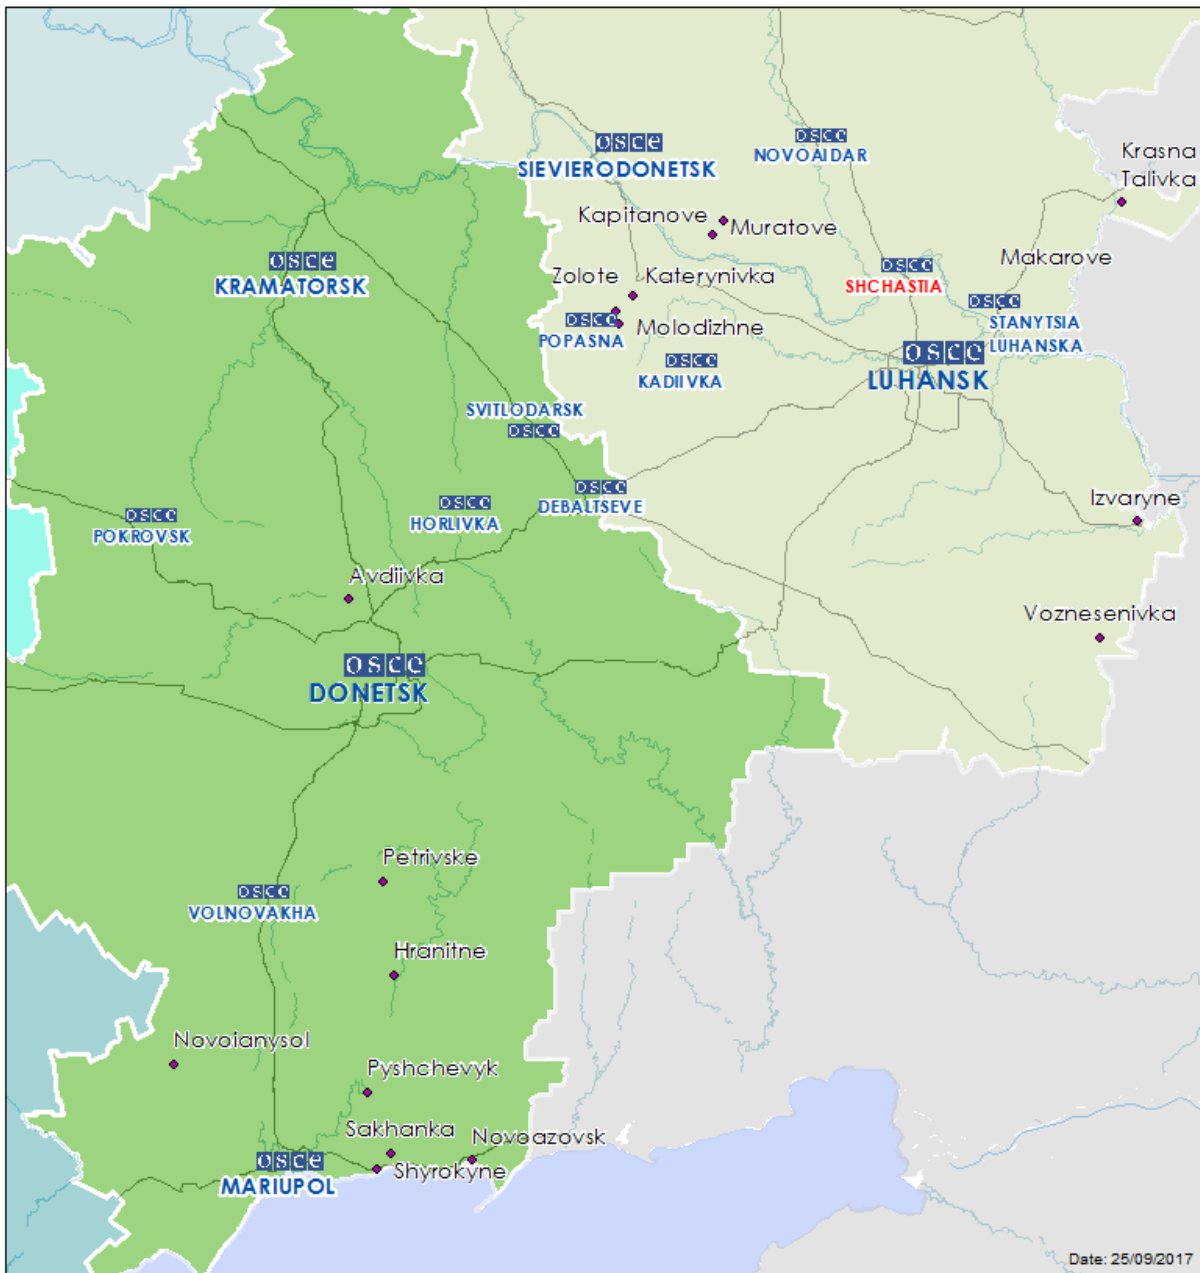 osce
SIEVIERODONETSK
osce
NOVOAIDAR
Krasna
Talivka
Kapitanove
Muratove
osce
KRAMATORSK
Zolote
Katerynivka
osce
SHCHASTIA
Makarove
osce
STANYTSIA
LUHANSKA
osce
POPASNA
Molodizhne
osce
KADIIVKA
osce
LUHANSK
SVITLODARSK
osce
osce
POKROVSK
osce
HORLIVKA
osce
DEBALTSEVE
Izvaryne
Avdiivka
Voznesenivka
osce
DONETSK
Petrivske
osce
VOLNOVAKHA
Hranitne
Novoianysol
Pyshchevyk
Sakhanka
Novoazovsk
osce
MARIUPOL
Shyrokyne
Date: 25/09/2017